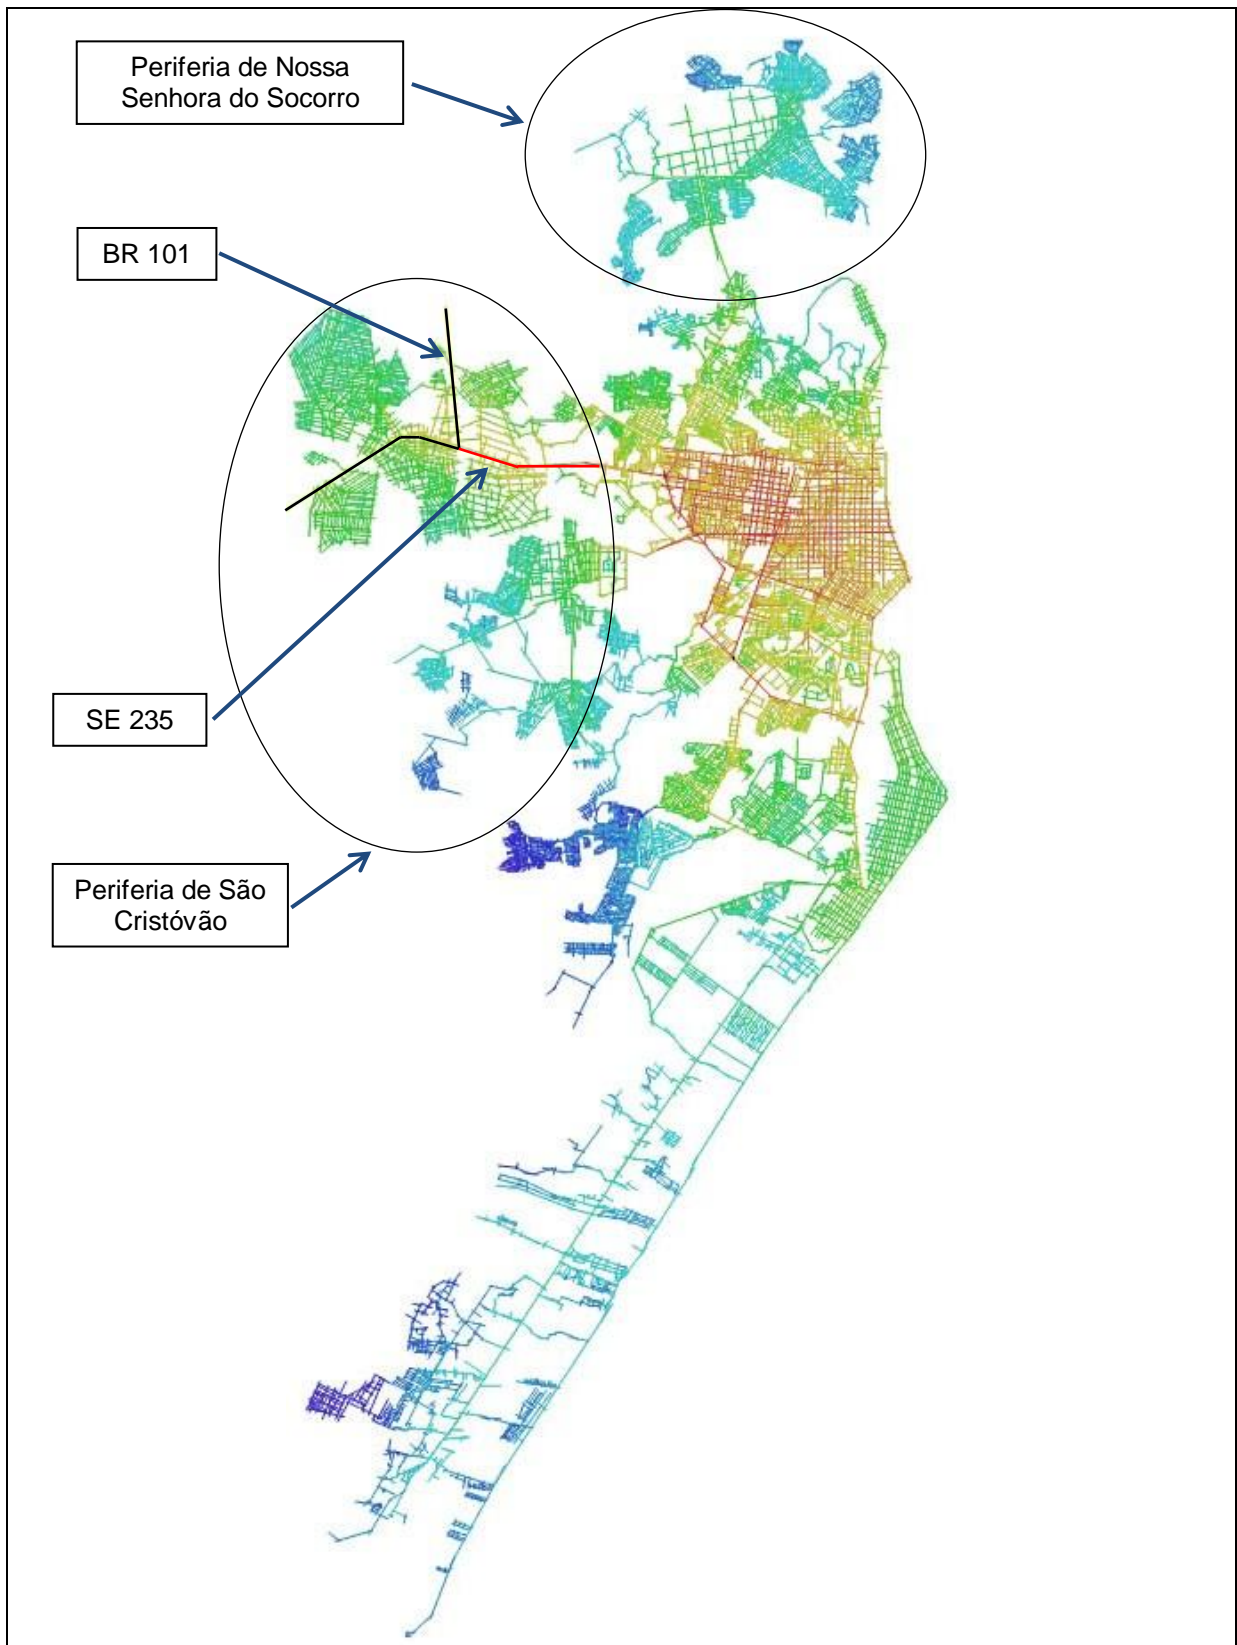 Periferia de Nossa
Senhora do Socorro
BR 101
SE 235
Periferia de São
Cristóvão